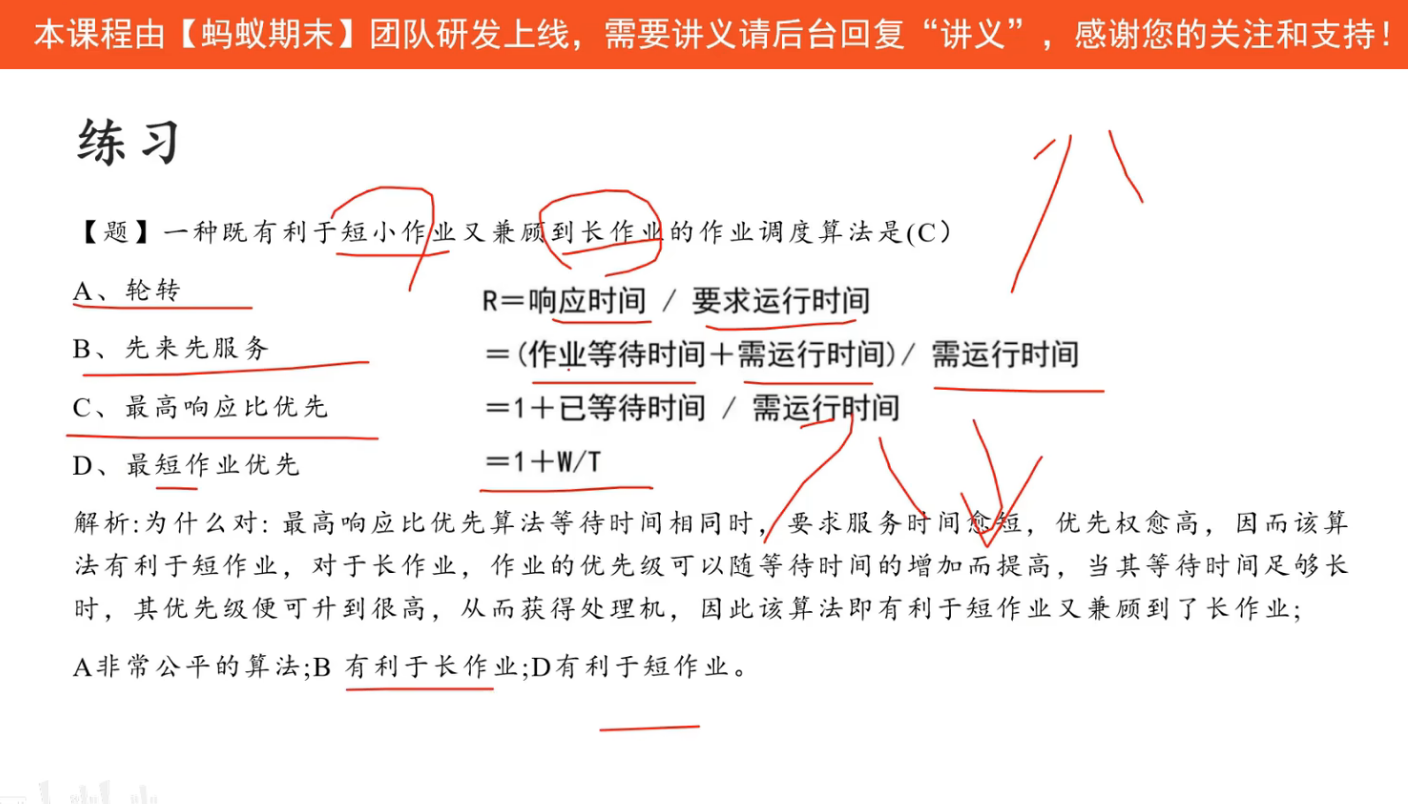 本课程由【蚂蚁期末】团队研发上线，需要讲义请后台回复“讲义”，感谢您的关注和支持！
练习
【题】一种既有利于短小作业又兼顾到长作业的作业调度算法是(C）
A、轮转
R＝响应时间 / 要求运行时间
B、先来先服务
＝(作业等待时间＋需运行时间)/ 需运行时间
C、最高响应比优先
＝1＋已等待时间 / 需运行时间
D、最短作业优先
＝1＋W/T
解析:为什么对: 最高响应比优先算法等待时间相同时，要求服务时间愈短，优先权愈高，因而该算
法有利于短作业，对于长作业，作业的优先级可以随等待时间的增加而提高，当其等待时间足够长
时，其优先级便可升到很高，从而获得处理机，因此该算法即有利于短作业又兼顾到了长作业;
A非常公平的算法;B 有利于长作业;D有利于短作业。